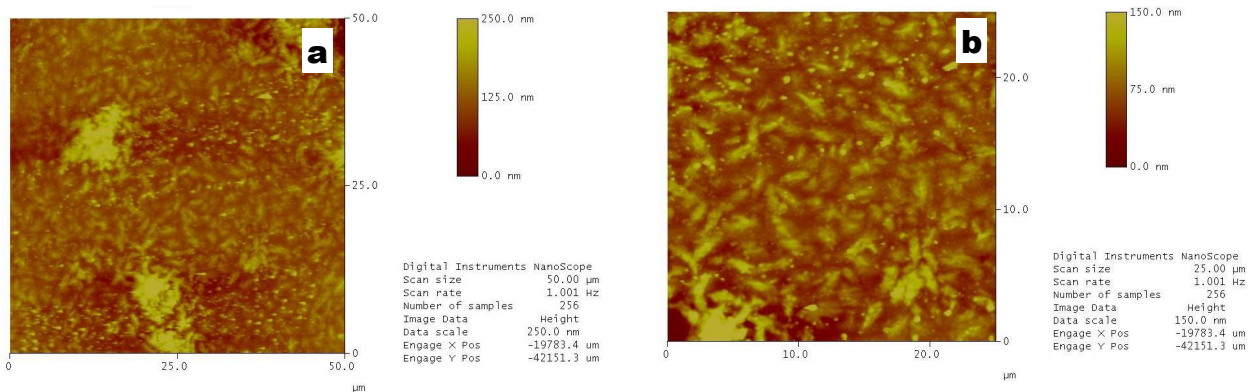 a
250.0 nm
125.0 nm
0.0 nm
50.0
25.0
0
0
25.0
50.0
µm
Digital Instruments NanoScope
Scan size 50.00 µm
Scan rate 1.001 Hz
Number of samples 256
Image Data Height
Data scale 250.0 nm
Engage X Pos -19783.4 um
Engage Y Pos -42151.3 um
b
150.0 nm
75.0 nm
0.0 nm
20.0
10.0
0
0
10.0
20.0
µm
Digital Instruments NanoScope
Scan size 25.00 µm
Scan rate 1.001 Hz
Number of samples 256
Image Data Height
Data scale 150.0 nm
Engage X Pos -19783.4 um
Engage Y Pos -42151.3 um